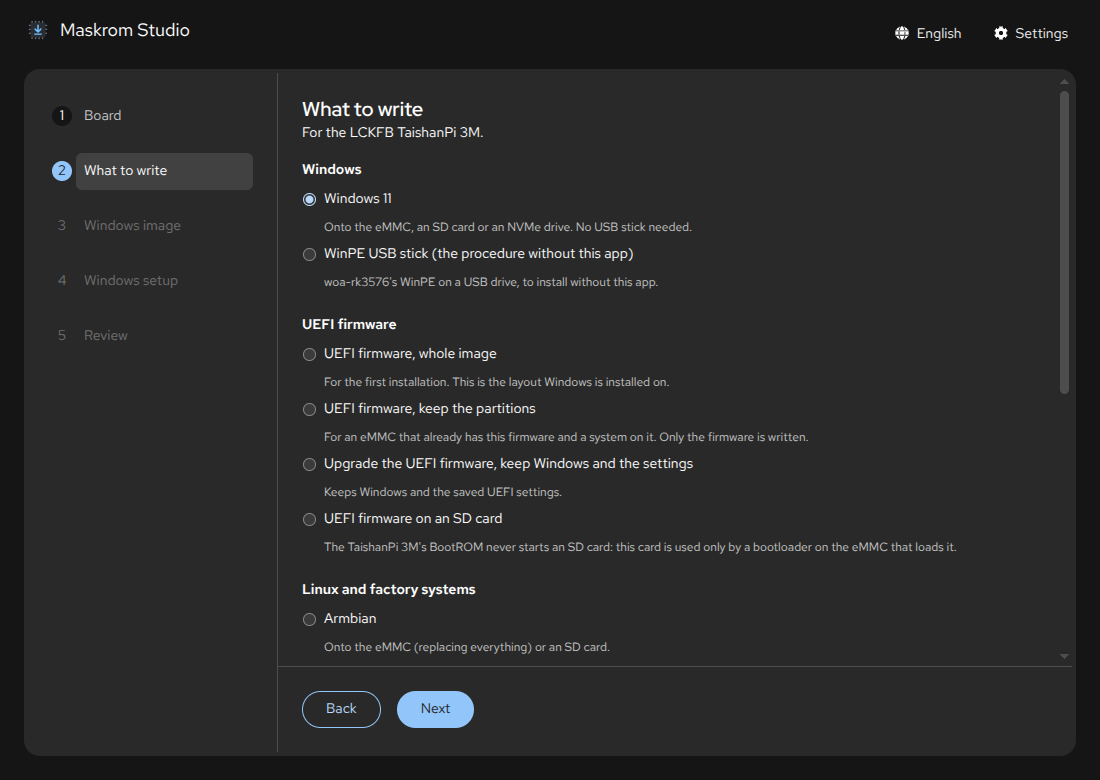 Maskrom Studio
English
Settings
1 Board
2 What to write
3 Windows image
4 Windows setup
5 Review
What to write
For the LCKFB TaishanPi 3M.
Windows
Windows 11
Onto the eMMC, an SD card or an NVMe drive. No USB stick needed.
WinPE USB stick (the procedure without this app)
woa-rk3576's WinPE on a USB drive, to install without this app.
UEFI firmware
UEFI firmware, whole image
For the first installation. This is the layout Windows is installed on.
UEFI firmware, keep the partitions
For an eMMC that already has this firmware and a system on it. Only the firmware is written.
Upgrade the UEFI firmware, keep Windows and the settings
Keeps Windows and the saved UEFI settings.
UEFI firmware on an SD card
The TaishanPi 3M's BootROM never starts an SD card: this card is used only by a bootloader on the eMMC that loads it.
Linux and factory systems
Armbian
Onto the eMMC (replacing everything) or an SD card.
Back
Next